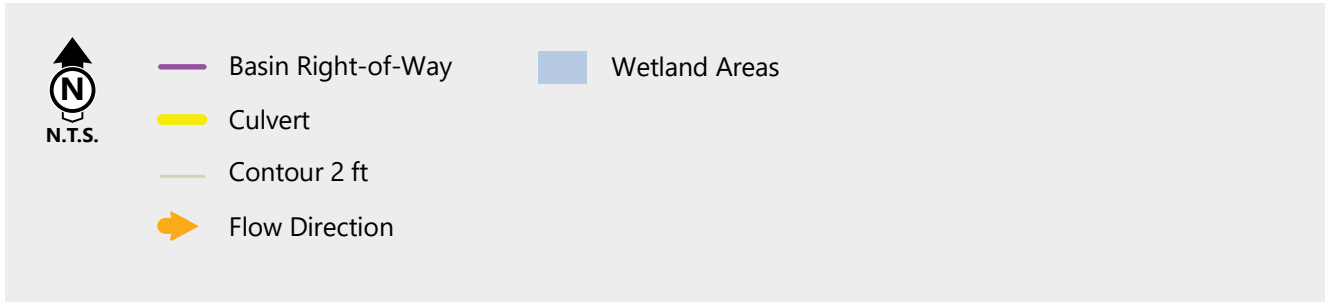 N
N.T.S.
Basin Right-of-Way
Culvert
Contour 2 ft
Flow Direction
Wetland Areas